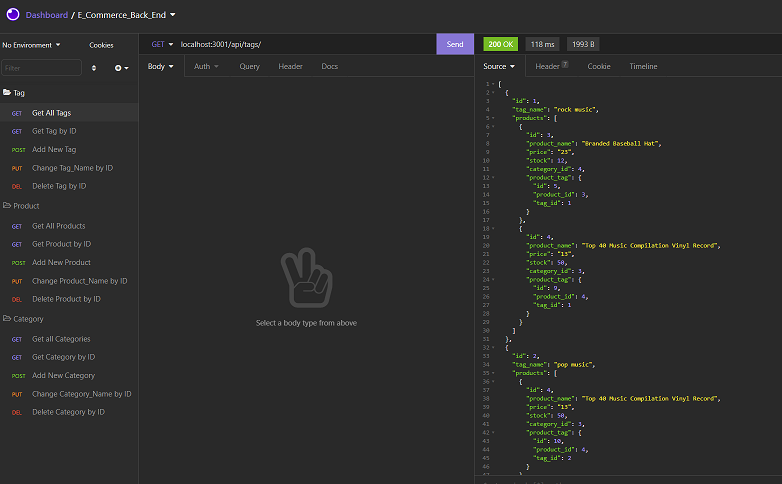 Dashboard / E_Commerce_Back_End
No Environment
Cookies
Filter
Tag
GET Get All Tags
GET Get Tag by ID
POST Add New Tag
PUT Change Tag_Name by ID
DEL Delete Tag by ID
Product
GET Get All Products
GET Get Product by ID
POST Add New Product
PUT Change Product_Name by ID
DEL Delete Product by ID
Category
GET Get all Categories
GET Get Category by ID
POST Add New Category
PUT Change Category_Name by ID
DEL Delete Category by ID
GET localhost:3001/api/tags/ Send
Body Auth Query Header Docs
Select a body type from above
200 OK 118 ms 1993 B
Source Header 7 Cookie Timeline
1 [
2 {
3 "id": 1,
4 "tag_name": "rock music",
5 "products": [
6 {
7 "id": 3,
8 "product_name": "Branded Baseball Hat",
9 "price": "23",
10 "stock": 12,
11 "category_id": 4,
12 "product_tag": {
13 "id": 5,
14 "product_id": 3,
15 "tag_id": 1
16 }
17 },
18 {
19 "id": 4,
20 "product_name": "Top 40 Music Compilation Vinyl Record",
21 "price": "13",
22 "stock": 50,
23 "category_id": 3,
24 "product_tag": {
25 "id": 9,
26 "product_id": 4,
27 "tag_id": 1
28 }
29 }
30 ]
31 },
32 {
33 "id": 2,
34 "tag_name": "pop music",
35 "products": [
36 {
37 "id": 4,
38 "product_name": "Top 40 Music Compilation Vinyl Record",
39 "price": "13",
40 "stock": 50,
41 "category_id": 3,
42 "product_tag": {
43 "id": 10,
44 "product_id": 4,
45 "tag_id": 2
46 }
47 }